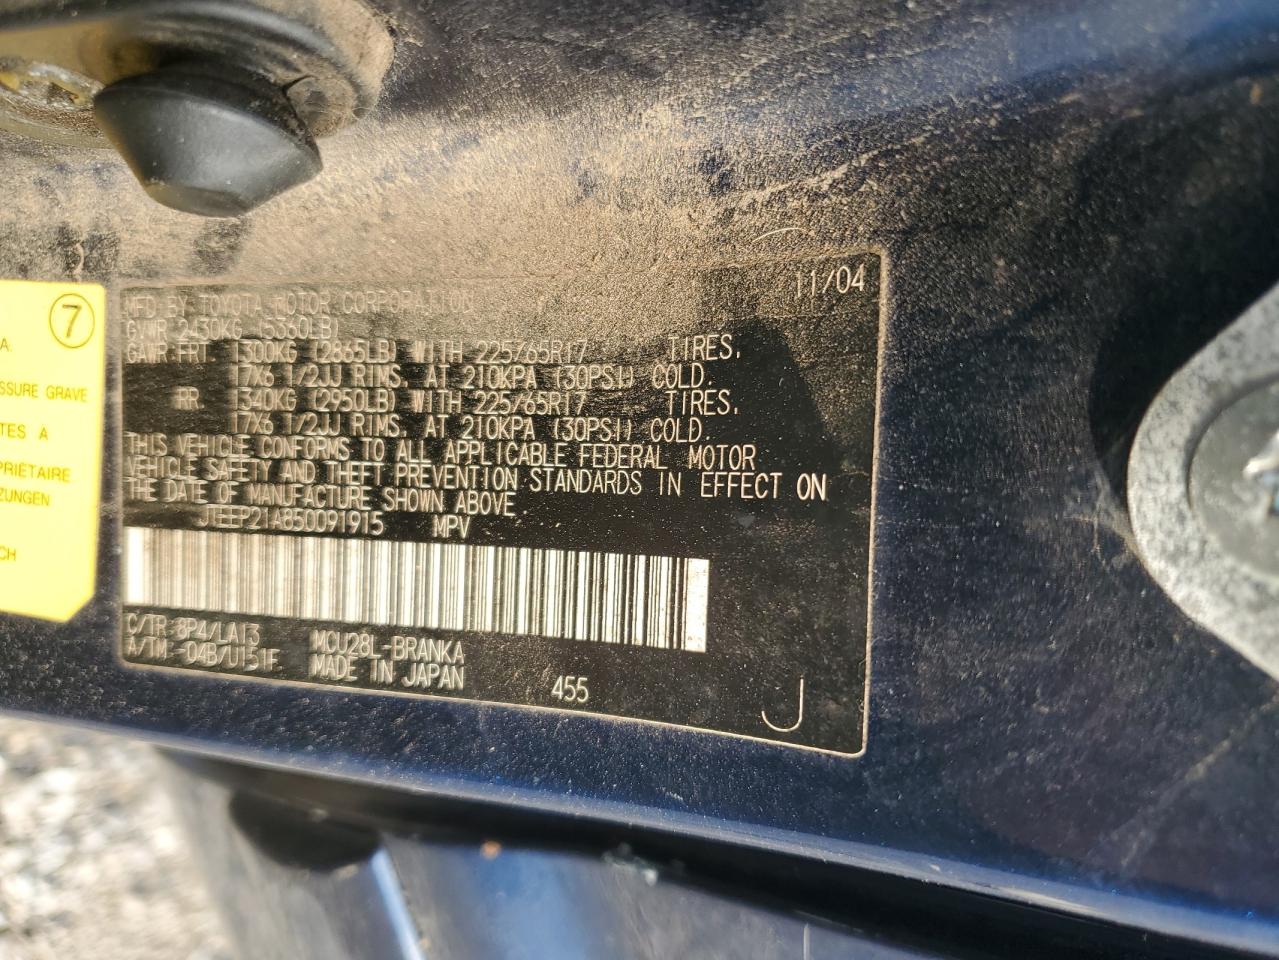 7
A.
SSURE GRAVE
TES À
PRIÉTAIRE
ZUNGEN
CH
11/04
MFD BY TOYOTA MOTOR CORPORATION
GVWR 2430KG (5360LB)
GAWR FRT 1300KG (2865LB) WITH 225/65R17 TIRES,
17X6 1/2JJ RIMS, AT 210KPA (30PSI) COLD.
RR 1340KG (2950LB) WITH 225/65R17 TIRES,
17X6 1/2JJ RIMS, AT 210KPA (30PSI) COLD.
THIS VEHICLE CONFORMS TO ALL APPLICABLE FEDERAL MOTOR
VEHICLE SAFETY AND THEFT PREVENTION STANDARDS IN EFFECT ON
THE DATE OF MANUFACTURE SHOWN ABOVE.
JTEEP21A850091915 MPV
C/TR 8P4/LA13 MCU28L-BRANKA
A/TM -04B/U151F MADE IN JAPAN 455 J